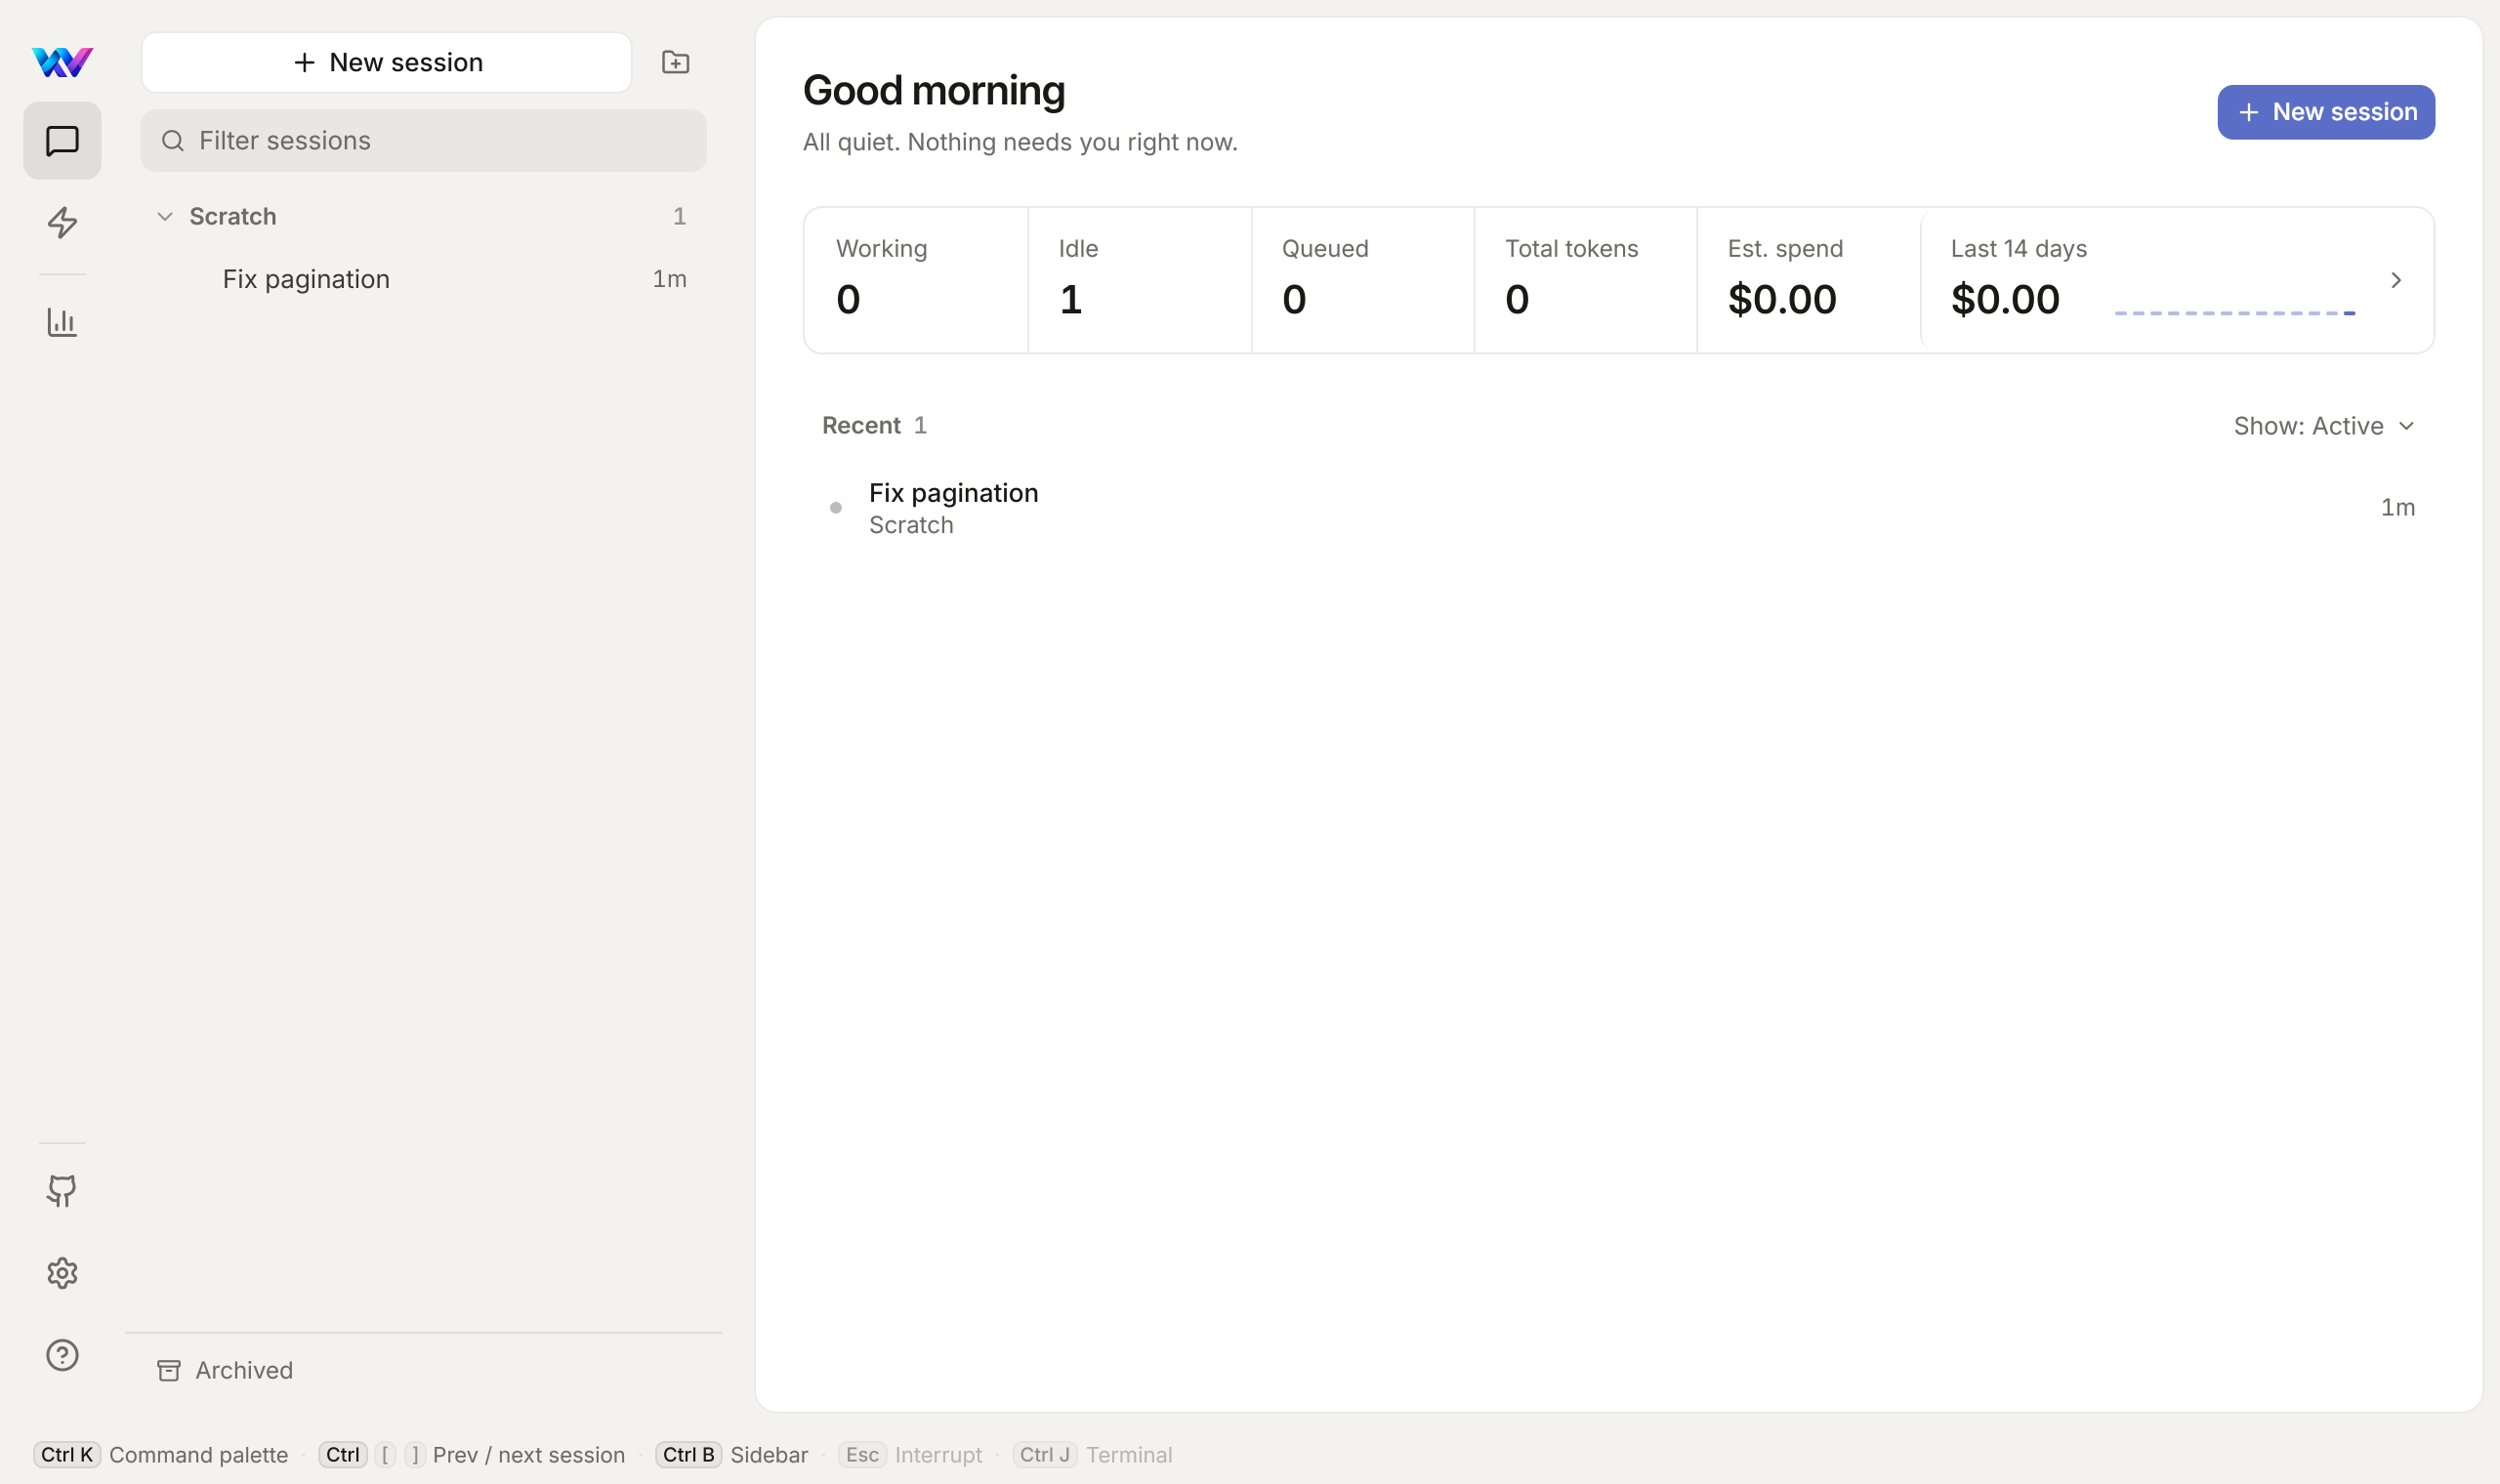 New session
Filter sessions
Scratch 1
Fix pagination 1m
Archived
Good morning
All quiet. Nothing needs you right now.
New session
Working
0
Idle
1
Queued
0
Total tokens
0
Est. spend
$0.00
Last 14 days
$0.00
Recent 1
Show: Active
Fix pagination
Scratch
1m
Ctrl K Command palette · Ctrl [ ] Prev / next session · Ctrl B Sidebar · Esc Interrupt · Ctrl J Terminal